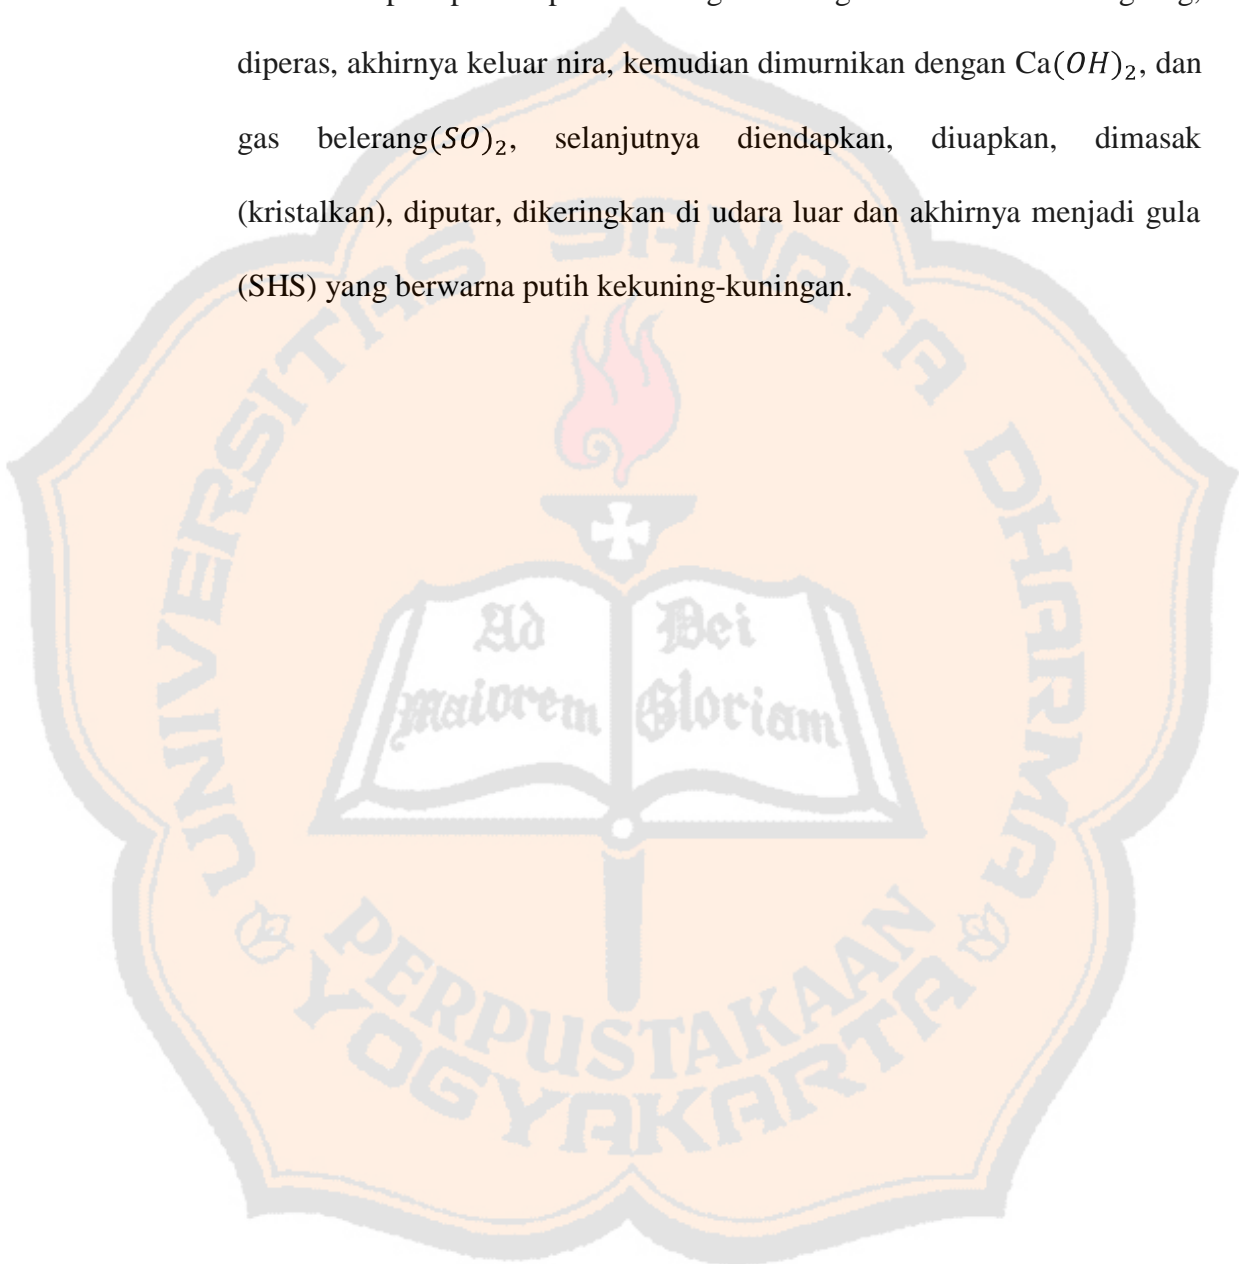 diperas, akhirnya keluar nira, kemudian dimurnikan dengan Ca(OH)₂, dan
gas belerang(SO)₂, selanjutnya diendapkan, diuapkan, dimasak
(kristalkan), diputar, dikeringkan di udara luar dan akhirnya menjadi gula
(SHS) yang berwarna putih kekuning-kuningan.
UNIVERSITAS SANATA DHARMA
Ad Dei
Maiorem Gloriam
PERPUSTAKAAN
YOGYAKARTA